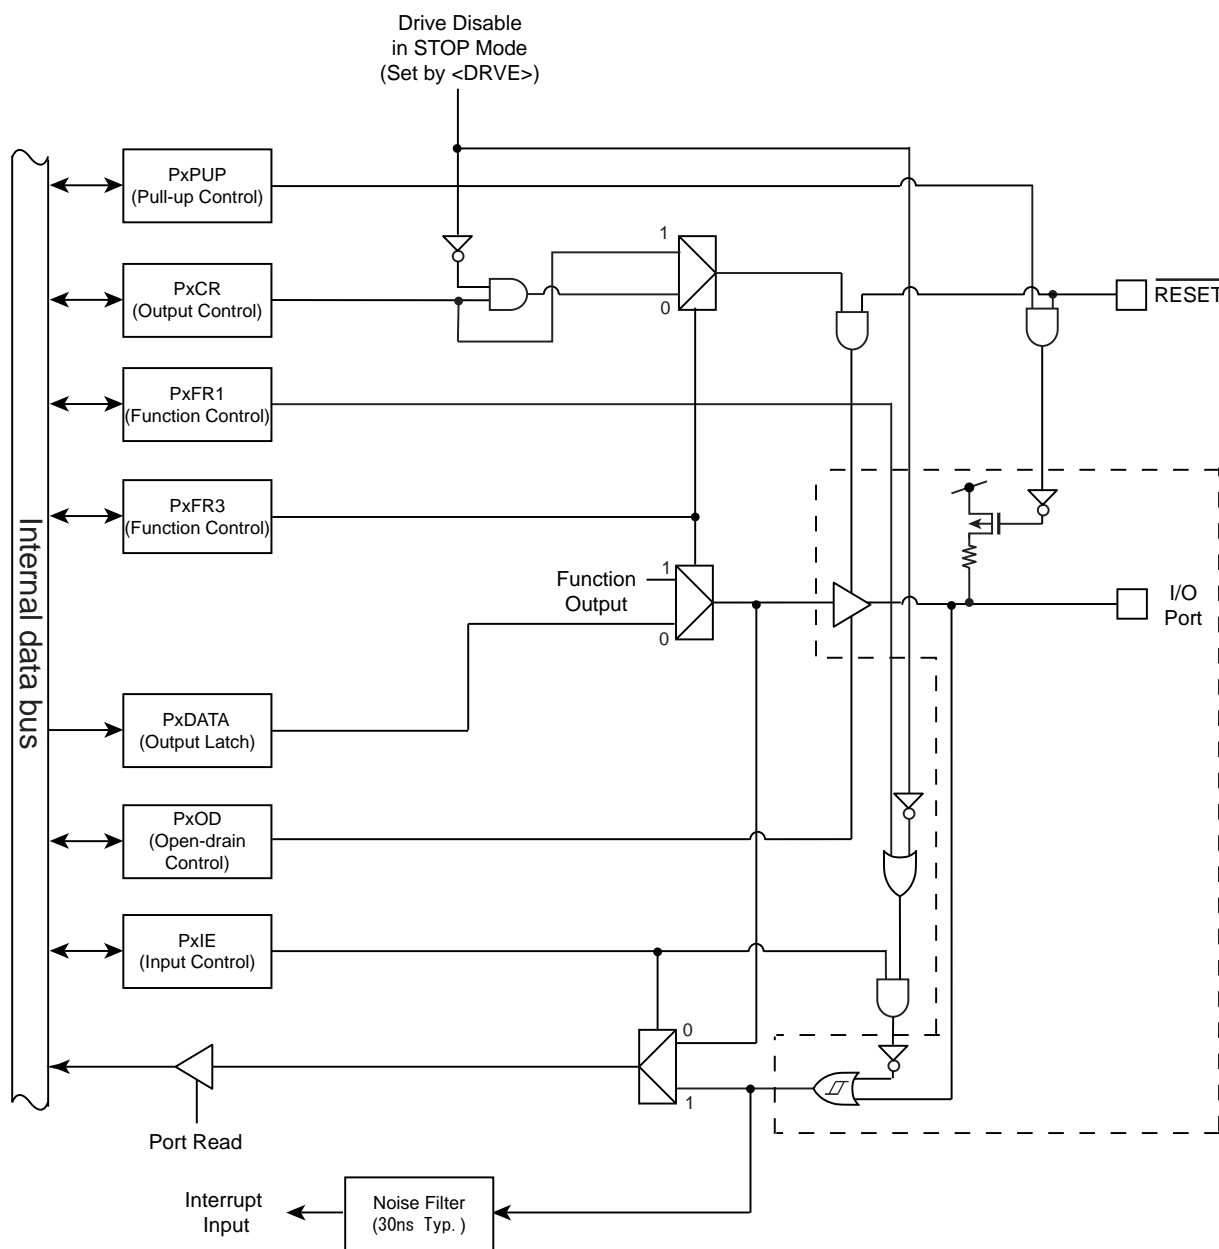 Drive Disable
in STOP Mode
(Set by <DRVE>)
PxPUP
(Pull-up Control)
1
PxCR
(Output Control)
0
RESET
PxFR1
(Function Control)
PxFR3
(Function Control)
Internal data bus
1
Function
Output
0
I/O
Port
PxDATA
(Output Latch)
PxOD
(Open-drain
Control)
PxIE
(Input Control)
0
1
Port Read
Interrupt
Input
Noise Filter
(30ns Typ.)